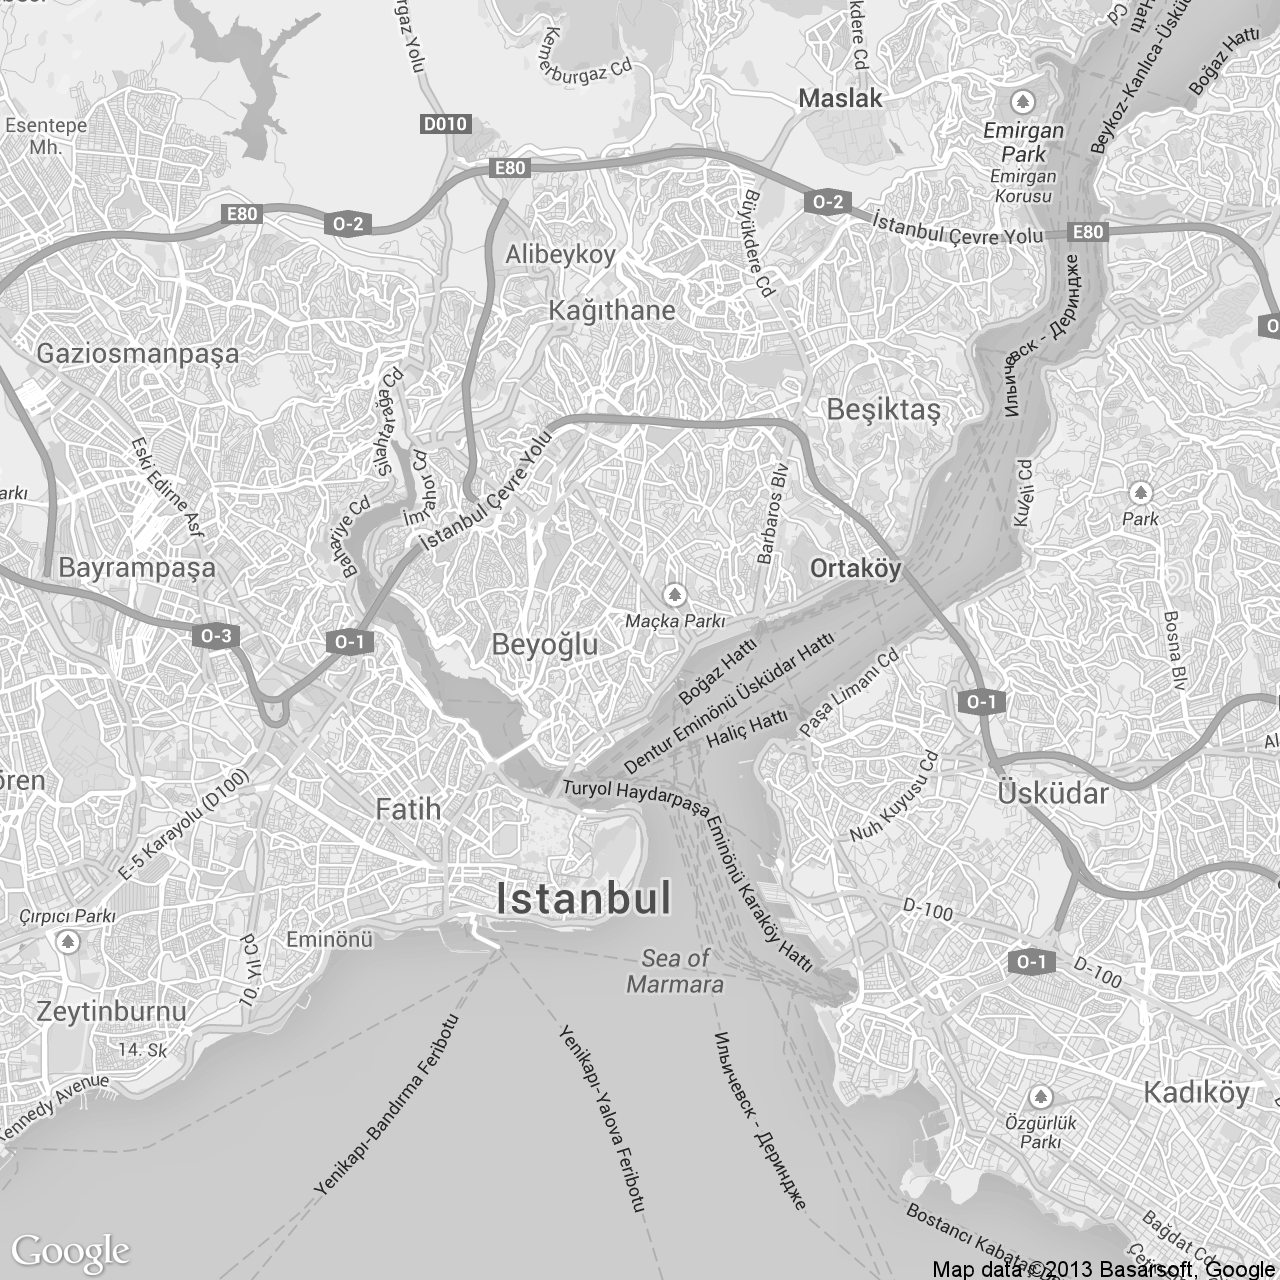 Kemerburgaz Cd
Boğaz Hattı
Beykoz-Kanlıca-Üskü
Maslak
D010
Esentepe
Mh.
Emirgan
Park
Emirgan
Korusu
E80
O-2
E80
O-2
İstanbul Çevre Yolu
E80
Büyükdere Cd
Alibeykoy
Kağıthane
Ильичевск - Дериндже
Gaziosmanpaşa
Silahtarağa Cd
Beşiktaş
Eski Edirne Asf
İmrahor Cd
İstanbul Çevre Yolu
Barbaros Blv
Kuleli Cd
Park
Bahariye Cd
Bayrampaşa
Ortaköy
Maçka Parkı
O-3
O-1
Beyoğlu
Bosna Blv
Boğaz Hattı
Dentur Eminönü Üsküdar Hattı
Haliç Hattı
Paşa Limanı Cd
O-1
ören
E-5 Karayolu (D100)
Fatih
Turyol Haydarpaşa Eminönü Karaköy Hattı
Nuh Kuyusu Cd
Üsküdar
Istanbul
Çırpıcı Parkı
10. Yıl Cd
Eminönü
D-100
Sea of
Marmara
O-1
D-100
Zeytinburnu
14. Sk
Kennedy Avenue
Yenikapı-Bandırma Feribotu
Yenikapı-Yalova Feribotu
Ильичевск - Дериндже
Kadıköy
Özgürlük
Parkı
Bostancı Kabataş
Bağdat Cd
Google
Map data ©2013 Basarsoft, Google